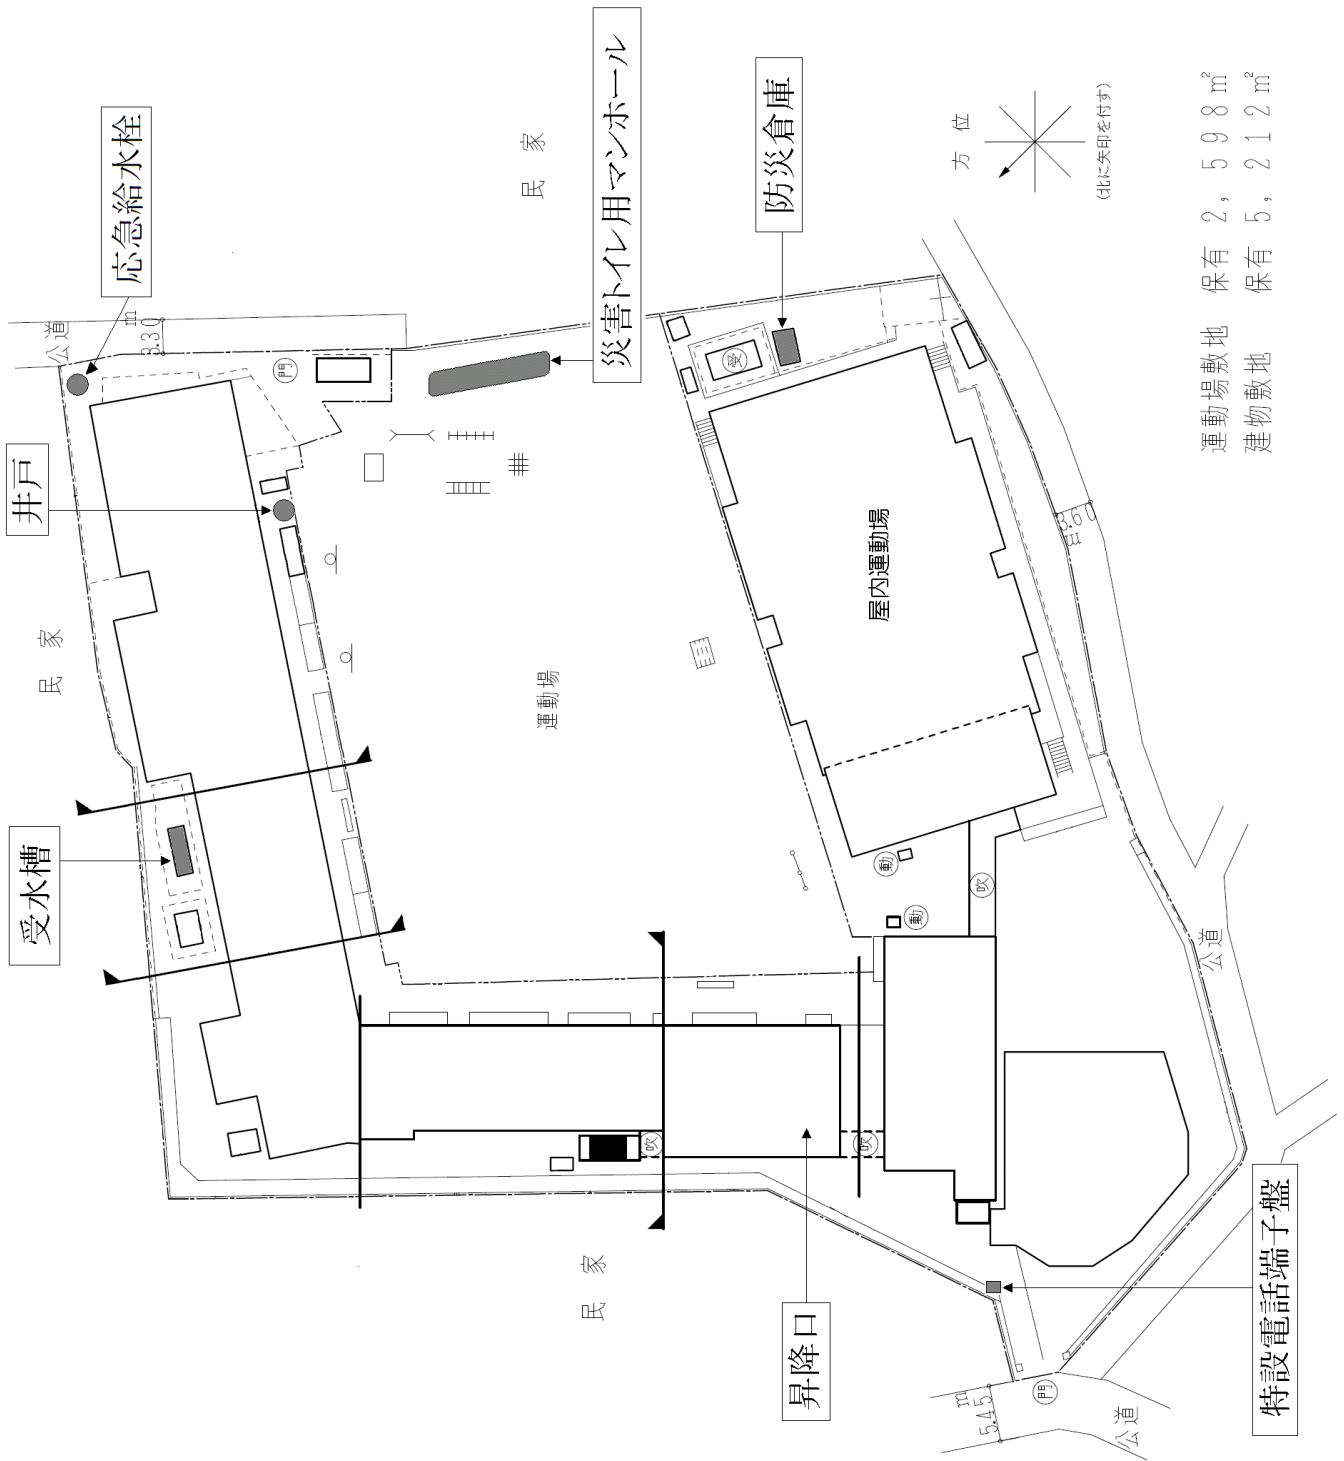 応急給水栓
災害トイレ用マンホール
防災倉庫
井戸
受水槽
昇降口
特設電話端子盤
民家
民家
民家
公道
3.30m
門
受
方位
(北に矢印を付す)
運動場敷地 保有 2,598㎡
建物敷地 保有 5,212㎡
運動場
屋内運動場
3.60m
動
動
吹
吹
吹
公道
門
5.45m
公道